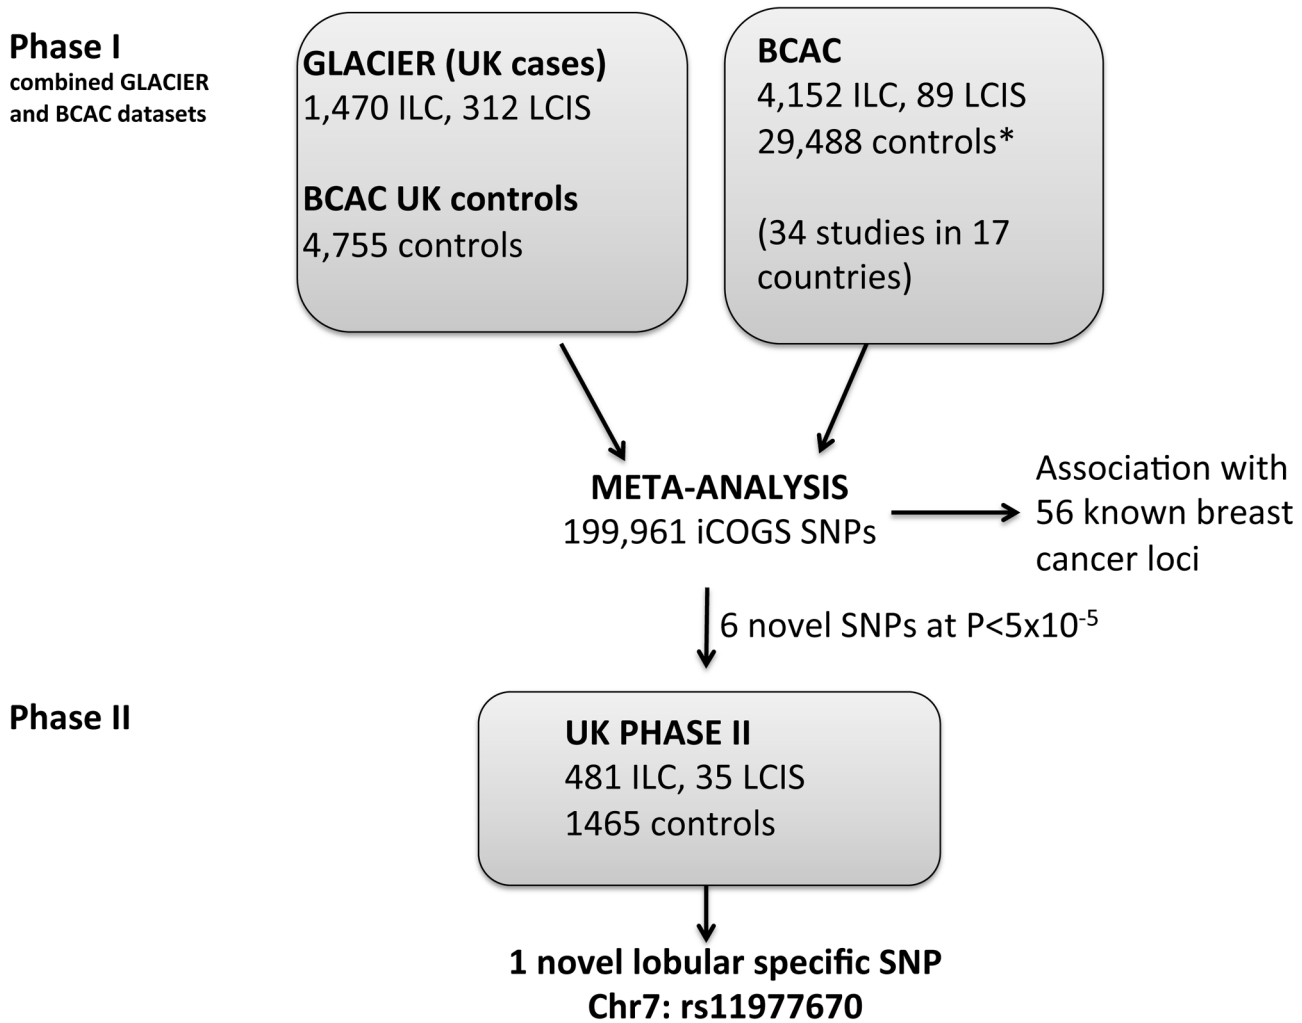 Phase I
combined GLACIER
and BCAC datasets
GLACIER (UK cases)
1,470 ILC, 312 LCIS
BCAC UK controls
4,755 controls
BCAC
4,152 ILC, 89 LCIS
29,488 controls*
(34 studies in 17
countries)
META-ANALYSIS
199,961 iCOGS SNPs
Association with
56 known breast
cancer loci
6 novel SNPs at P<5x10⁻⁵
Phase II
UK PHASE II
481 ILC, 35 LCIS
1465 controls
1 novel lobular specific SNP
Chr7: rs11977670